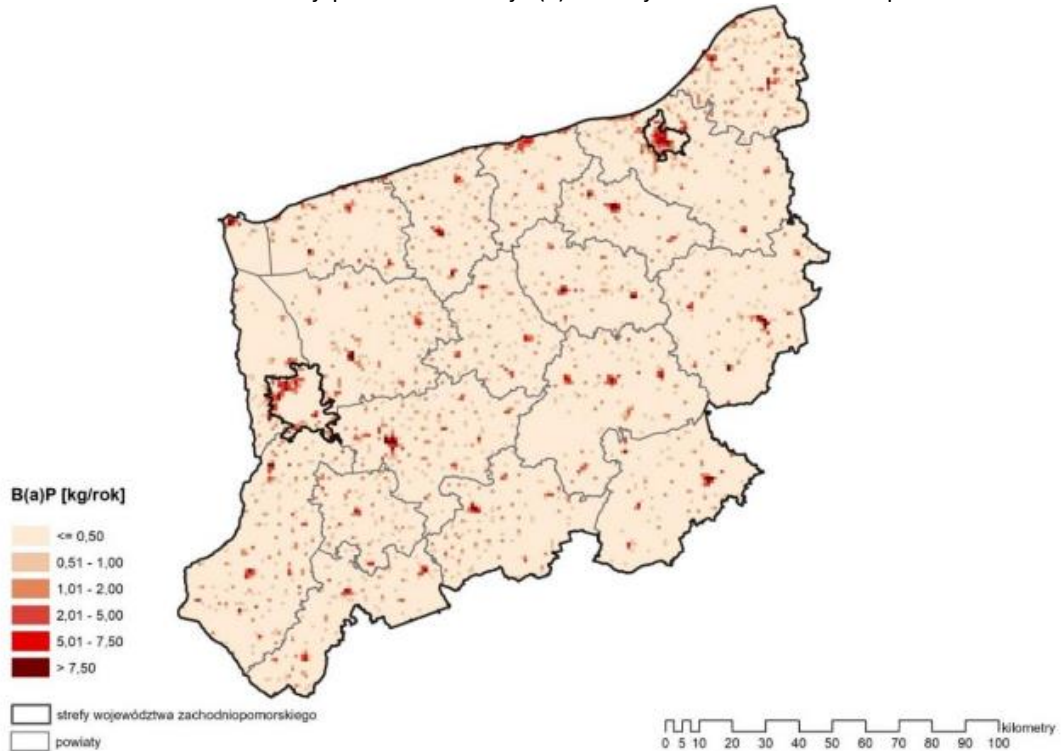 B(a)P [kg/rok]
<= 0,50
0,51 - 1,00
1,01 - 2,00
2,01 - 5,00
5,01 - 7,50
> 7,50
strefy województwa zachodniopomorskiego
powiaty
kilometry
0 5 10 20 30 40 50 60 70 80 90 100